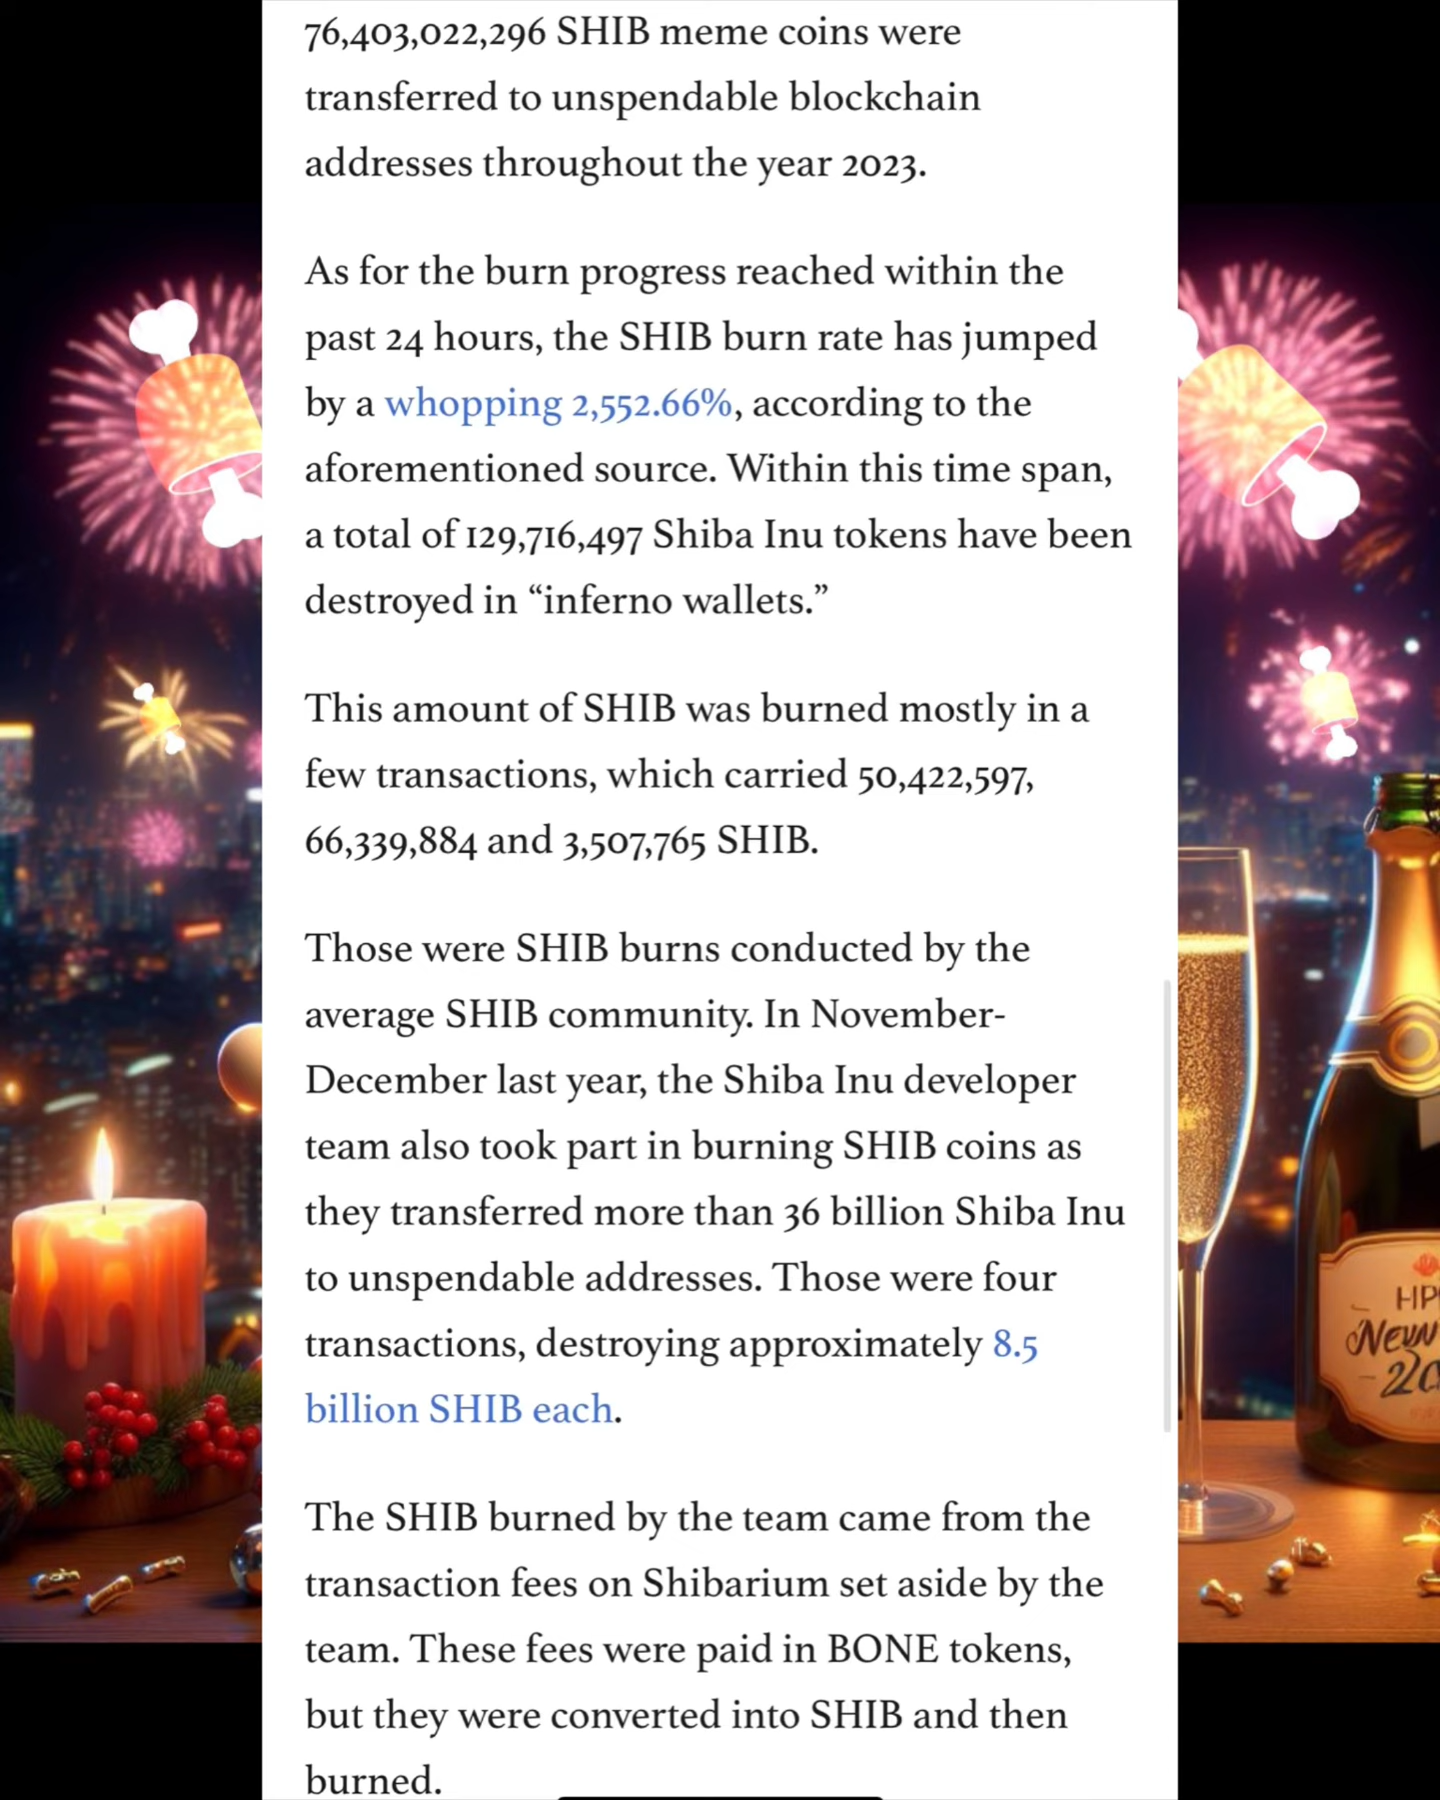 76,403,022,296 SHIB meme coins were
transferred to unspendable blockchain
addresses throughout the year 2023.
As for the burn progress reached within the
past 24 hours, the SHIB burn rate has jumped
by a whopping 2,552.66%, according to the
aforementioned source. Within this time span,
a total of 129,716,497 Shiba Inu tokens have been
destroyed in “inferno wallets.”
This amount of SHIB was burned mostly in a
few transactions, which carried 50,422,597,
66,339,884 and 3,507,765 SHIB.
Those were SHIB burns conducted by the
average SHIB community. In November-
December last year, the Shiba Inu developer
team also took part in burning SHIB coins as
they transferred more than 36 billion Shiba Inu
to unspendable addresses. Those were four
transactions, destroying approximately 8.5
billion SHIB each.
The SHIB burned by the team came from the
transaction fees on Shibarium set aside by the
team. These fees were paid in BONE tokens,
but they were converted into SHIB and then
burned.